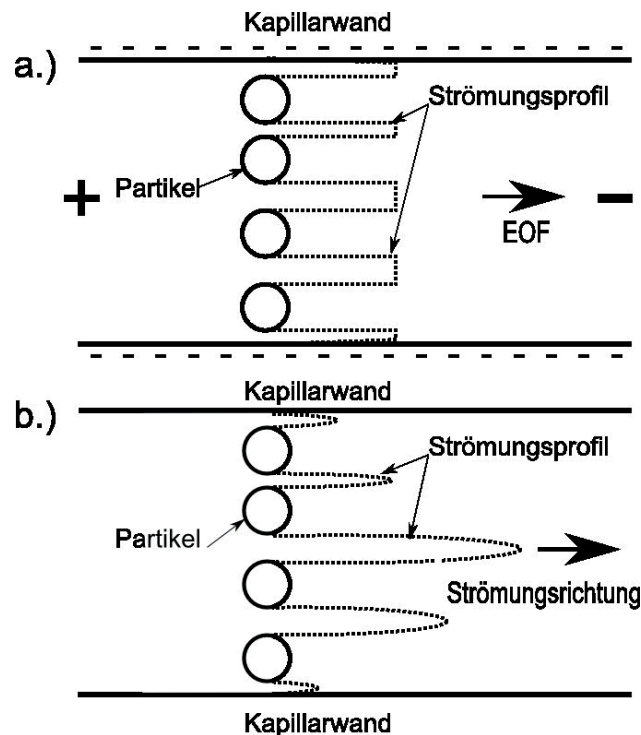 Kapillarwand
a.)
Strömungsprofil
Partikel
+
-
EOF
Kapillarwand
b.)
Strömungsprofil
Partikel
Strömungsrichtung
Kapillarwand